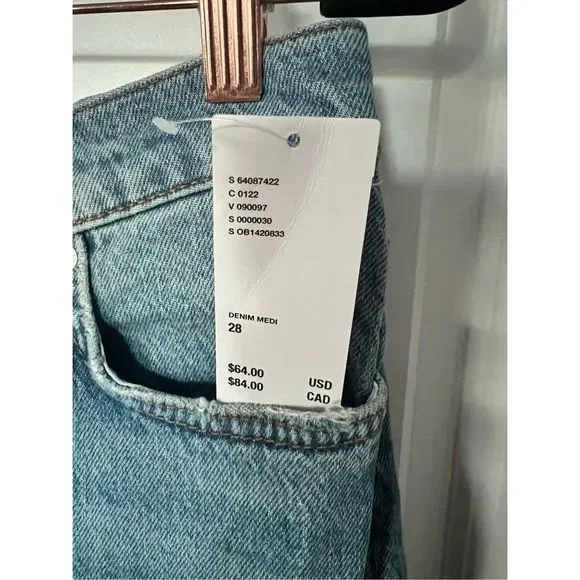 S 64087422
C 0122
V 090097
S 0000030
S OB1420833
DENIM MEDI
28
$64.00 USD
$84.00 CAD